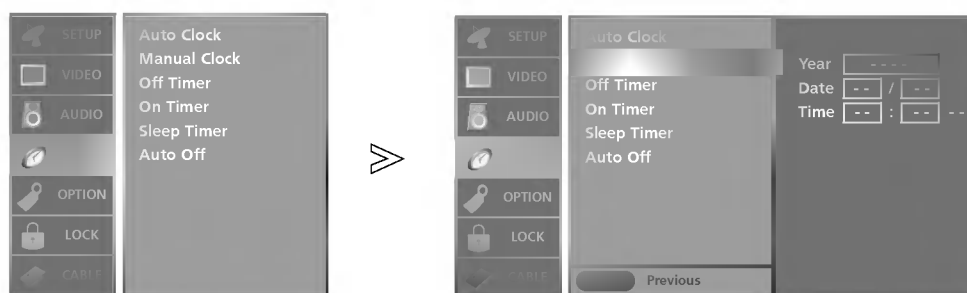 SETUP
VIDEO
AUDIO
OPTION
LOCK
CABLE
Auto Clock
Manual Clock
Off Timer
On Timer
Sleep Timer
Auto Off
SETUP
VIDEO
AUDIO
OPTION
LOCK
CABLE
Auto Clock
Off Timer
On Timer
Sleep Timer
Auto Off
Previous
Year - - - -
Date - - / - -
Time - - : - - - -